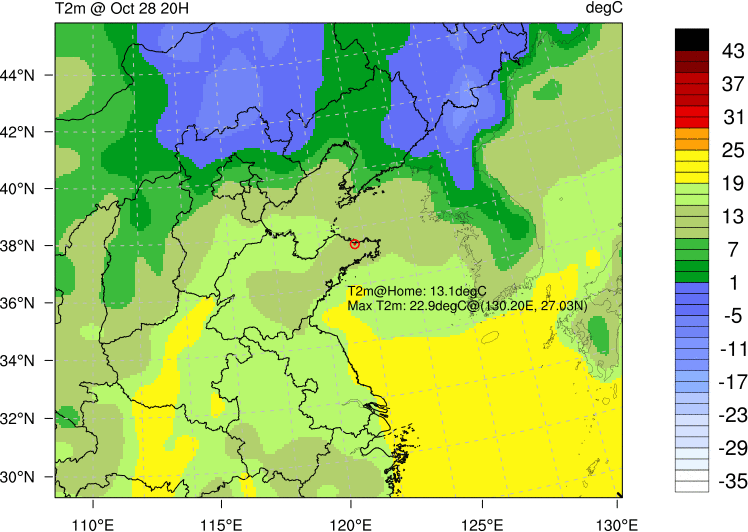 T2m @ Oct 28 20H
degC
43
44°N
37
31
42°N
25
40°N
19
13
38°N
7
T2m@Home: 13.1degC
1
36°N
Max T2m: 22.9degC@(130.20E, 27.03N)
-5
34°N
-11
-17
32°N
-23
-29
30°N
-35
110°E
115°E
120°E
125°E
130°E